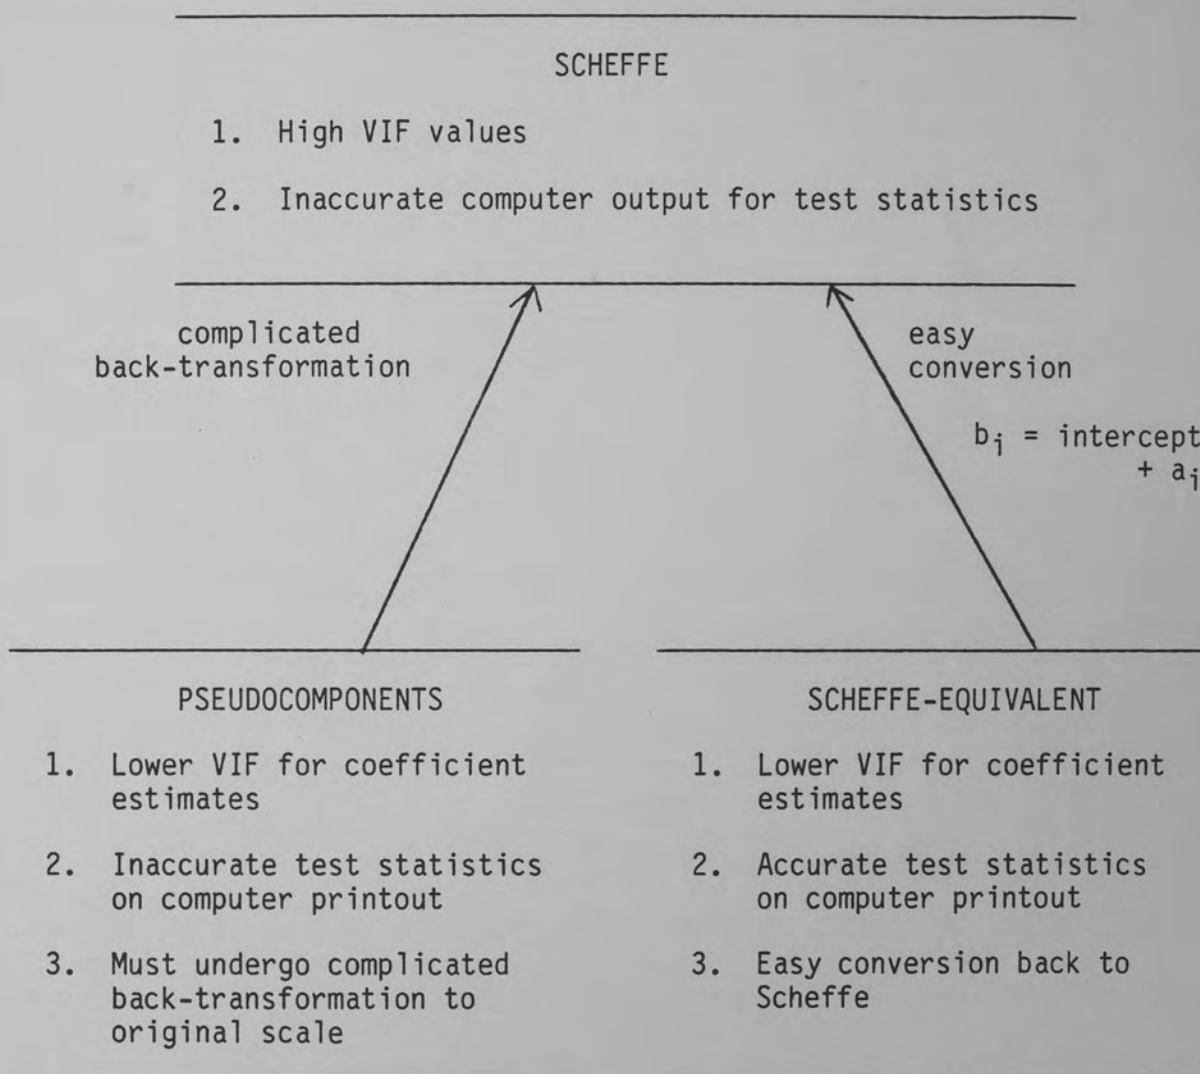 SCHEFFE
1. High VIF values
2. Inaccurate computer output for test statistics
complicated
back-transformation
easy
conversion
bi = intercept
+ ai
PSEUDOCOMPONENTS
1. Lower VIF for coefficient
estimates
2. Inaccurate test statistics
on computer printout
3. Must undergo complicated
back-transformation to
original scale
SCHEFFE-EQUIVALENT
1. Lower VIF for coefficient
estimates
2. Accurate test statistics
on computer printout
3. Easy conversion back to
Scheffe